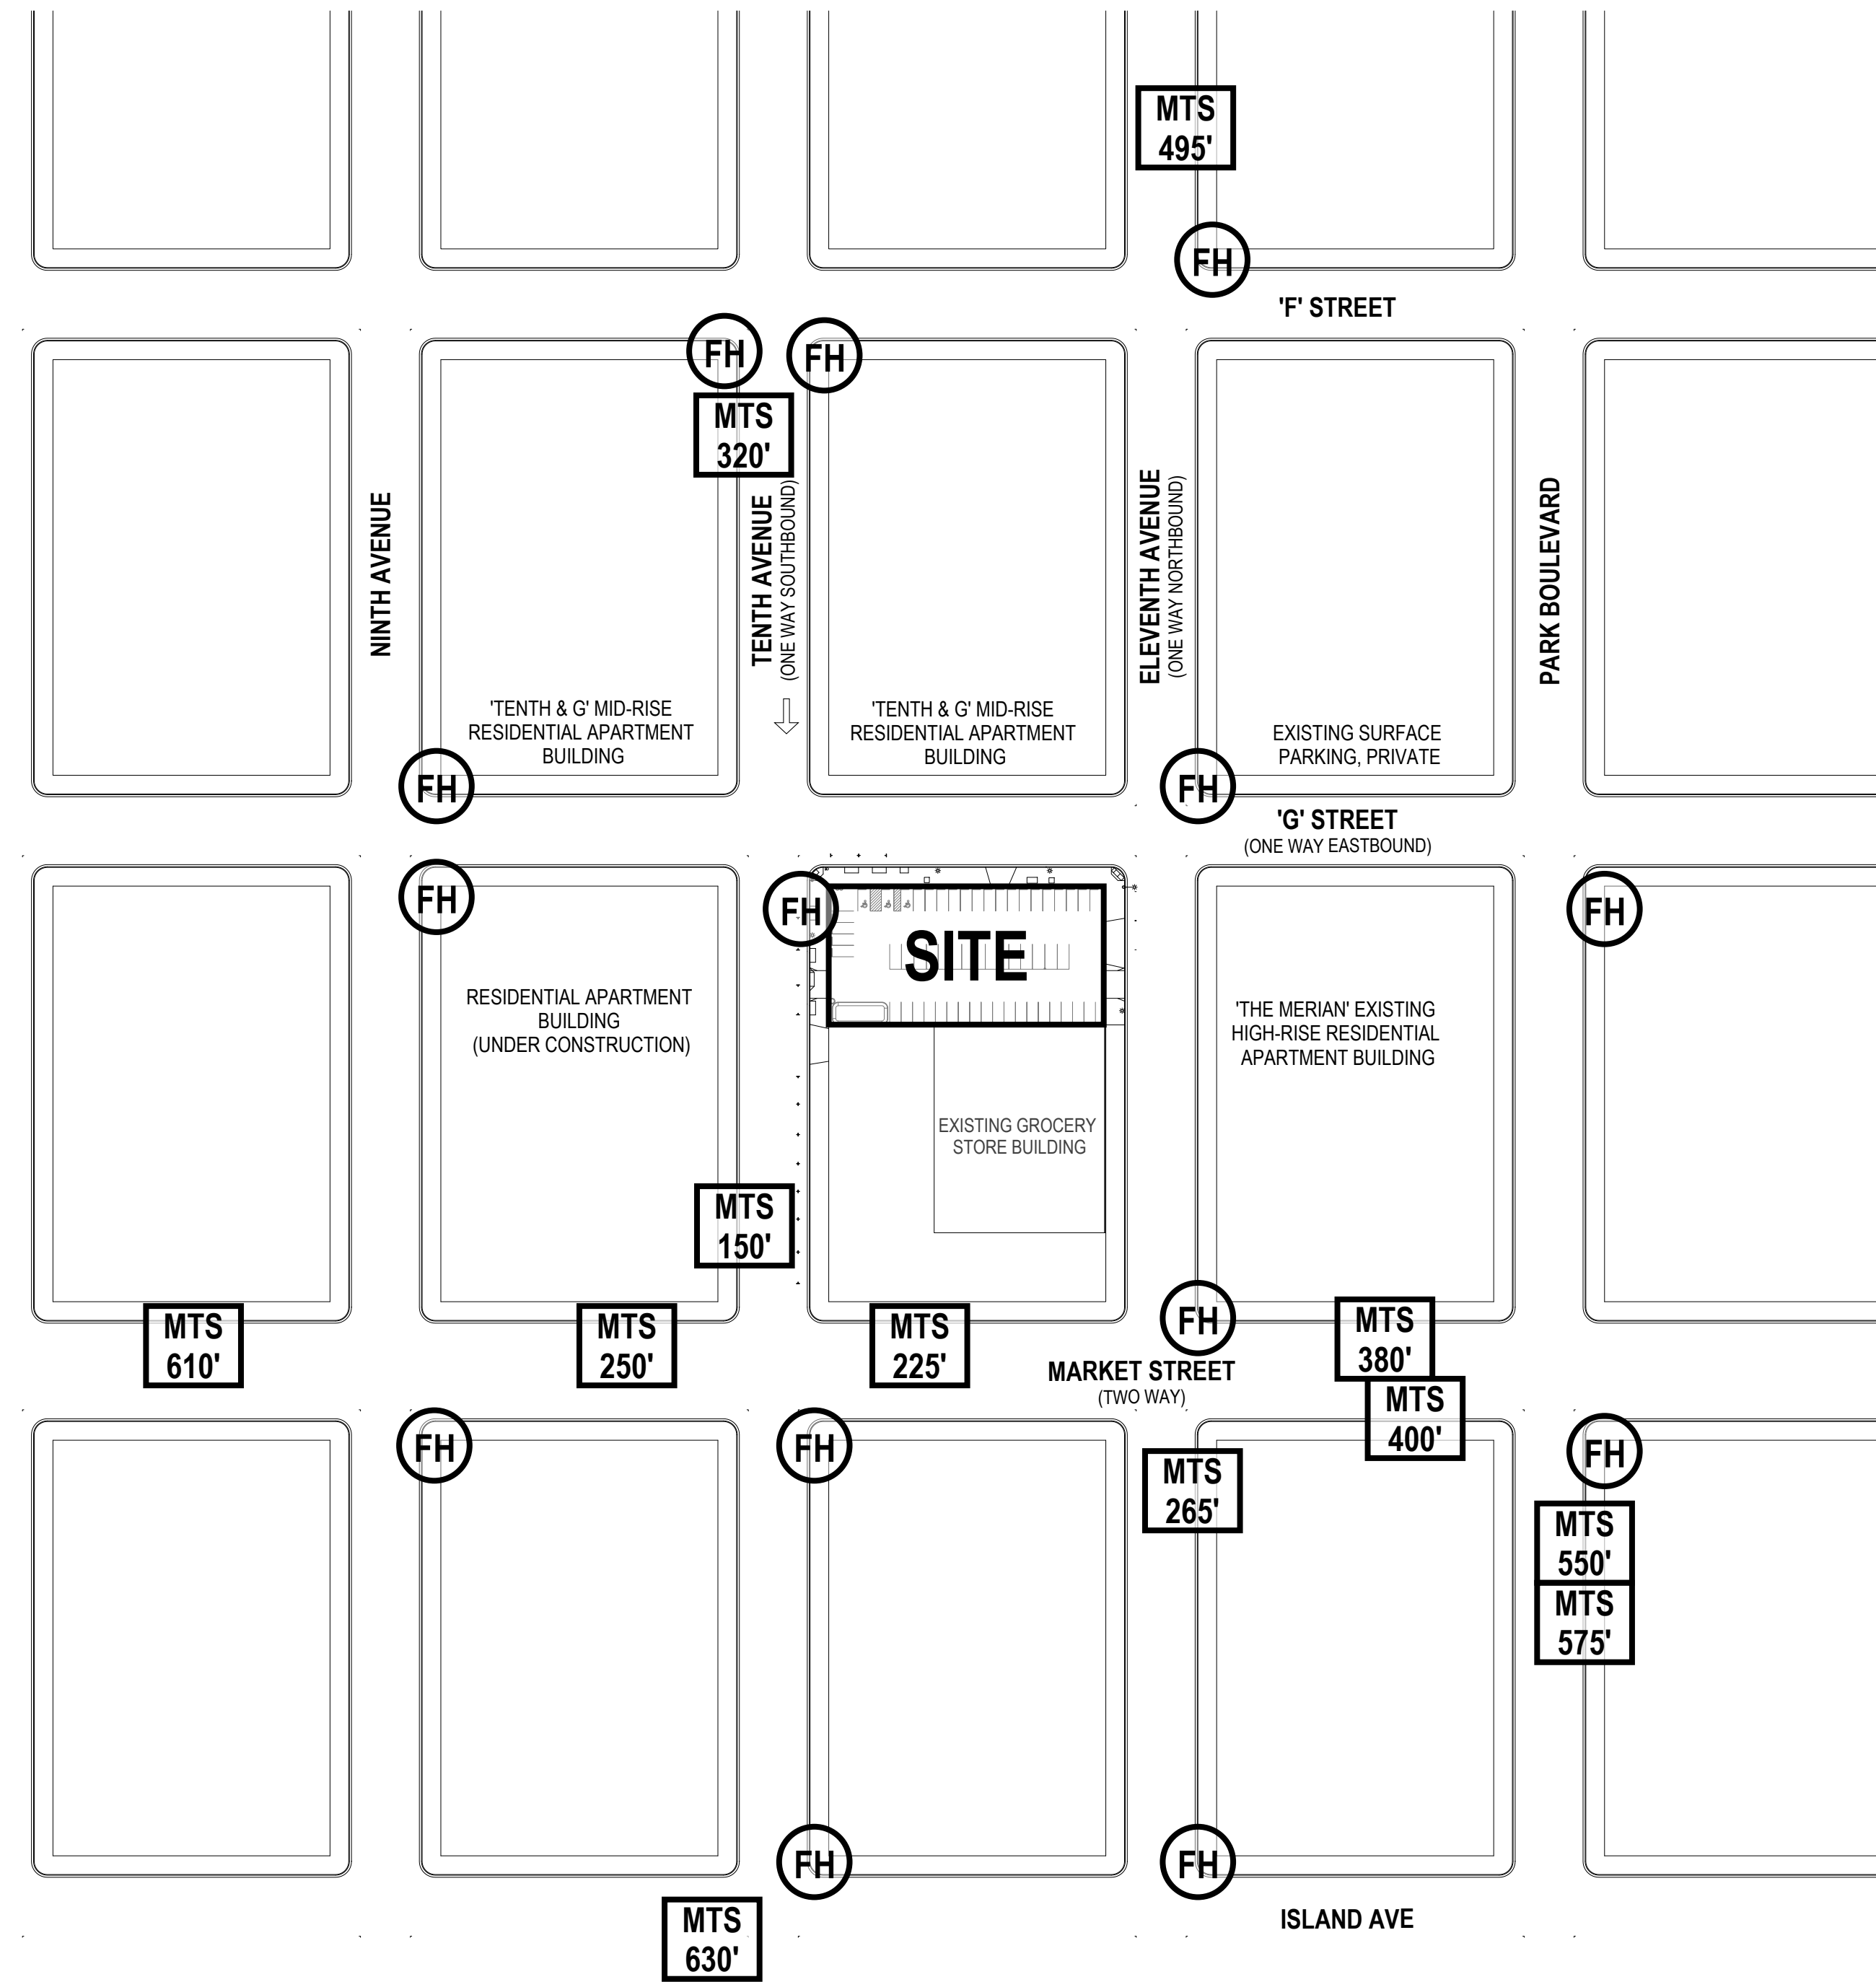 MTS
495'
FH
'F' STREET
FH
FH
MTS
320'
NINTH AVENUE
TENTH AVENUE
(ONE WAY SOUTHBOUND)
ELEVENTH AVENUE
(ONE WAY NORTHBOUND)
PARK BOULEVARD
'TENTH & G' MID-RISE
RESIDENTIAL APARTMENT
BUILDING
'TENTH & G' MID-RISE
RESIDENTIAL APARTMENT
BUILDING
EXISTING SURFACE
PARKING, PRIVATE
FH
FH
'G' STREET
(ONE WAY EASTBOUND)
FH
FH
SITE
FH
RESIDENTIAL APARTMENT
BUILDING
(UNDER CONSTRUCTION)
'THE MERIAN' EXISTING
HIGH-RISE RESIDENTIAL
APARTMENT BUILDING
EXISTING GROCERY
STORE BUILDING
MTS
150'
MTS
610'
MTS
250'
MTS
225'
FH
MTS
380'
MARKET STREET
(TWO WAY)
MTS
400'
FH
FH
FH
MTS
265'
MTS
550'
MTS
575'
FH
FH
ISLAND AVE
MTS
630'